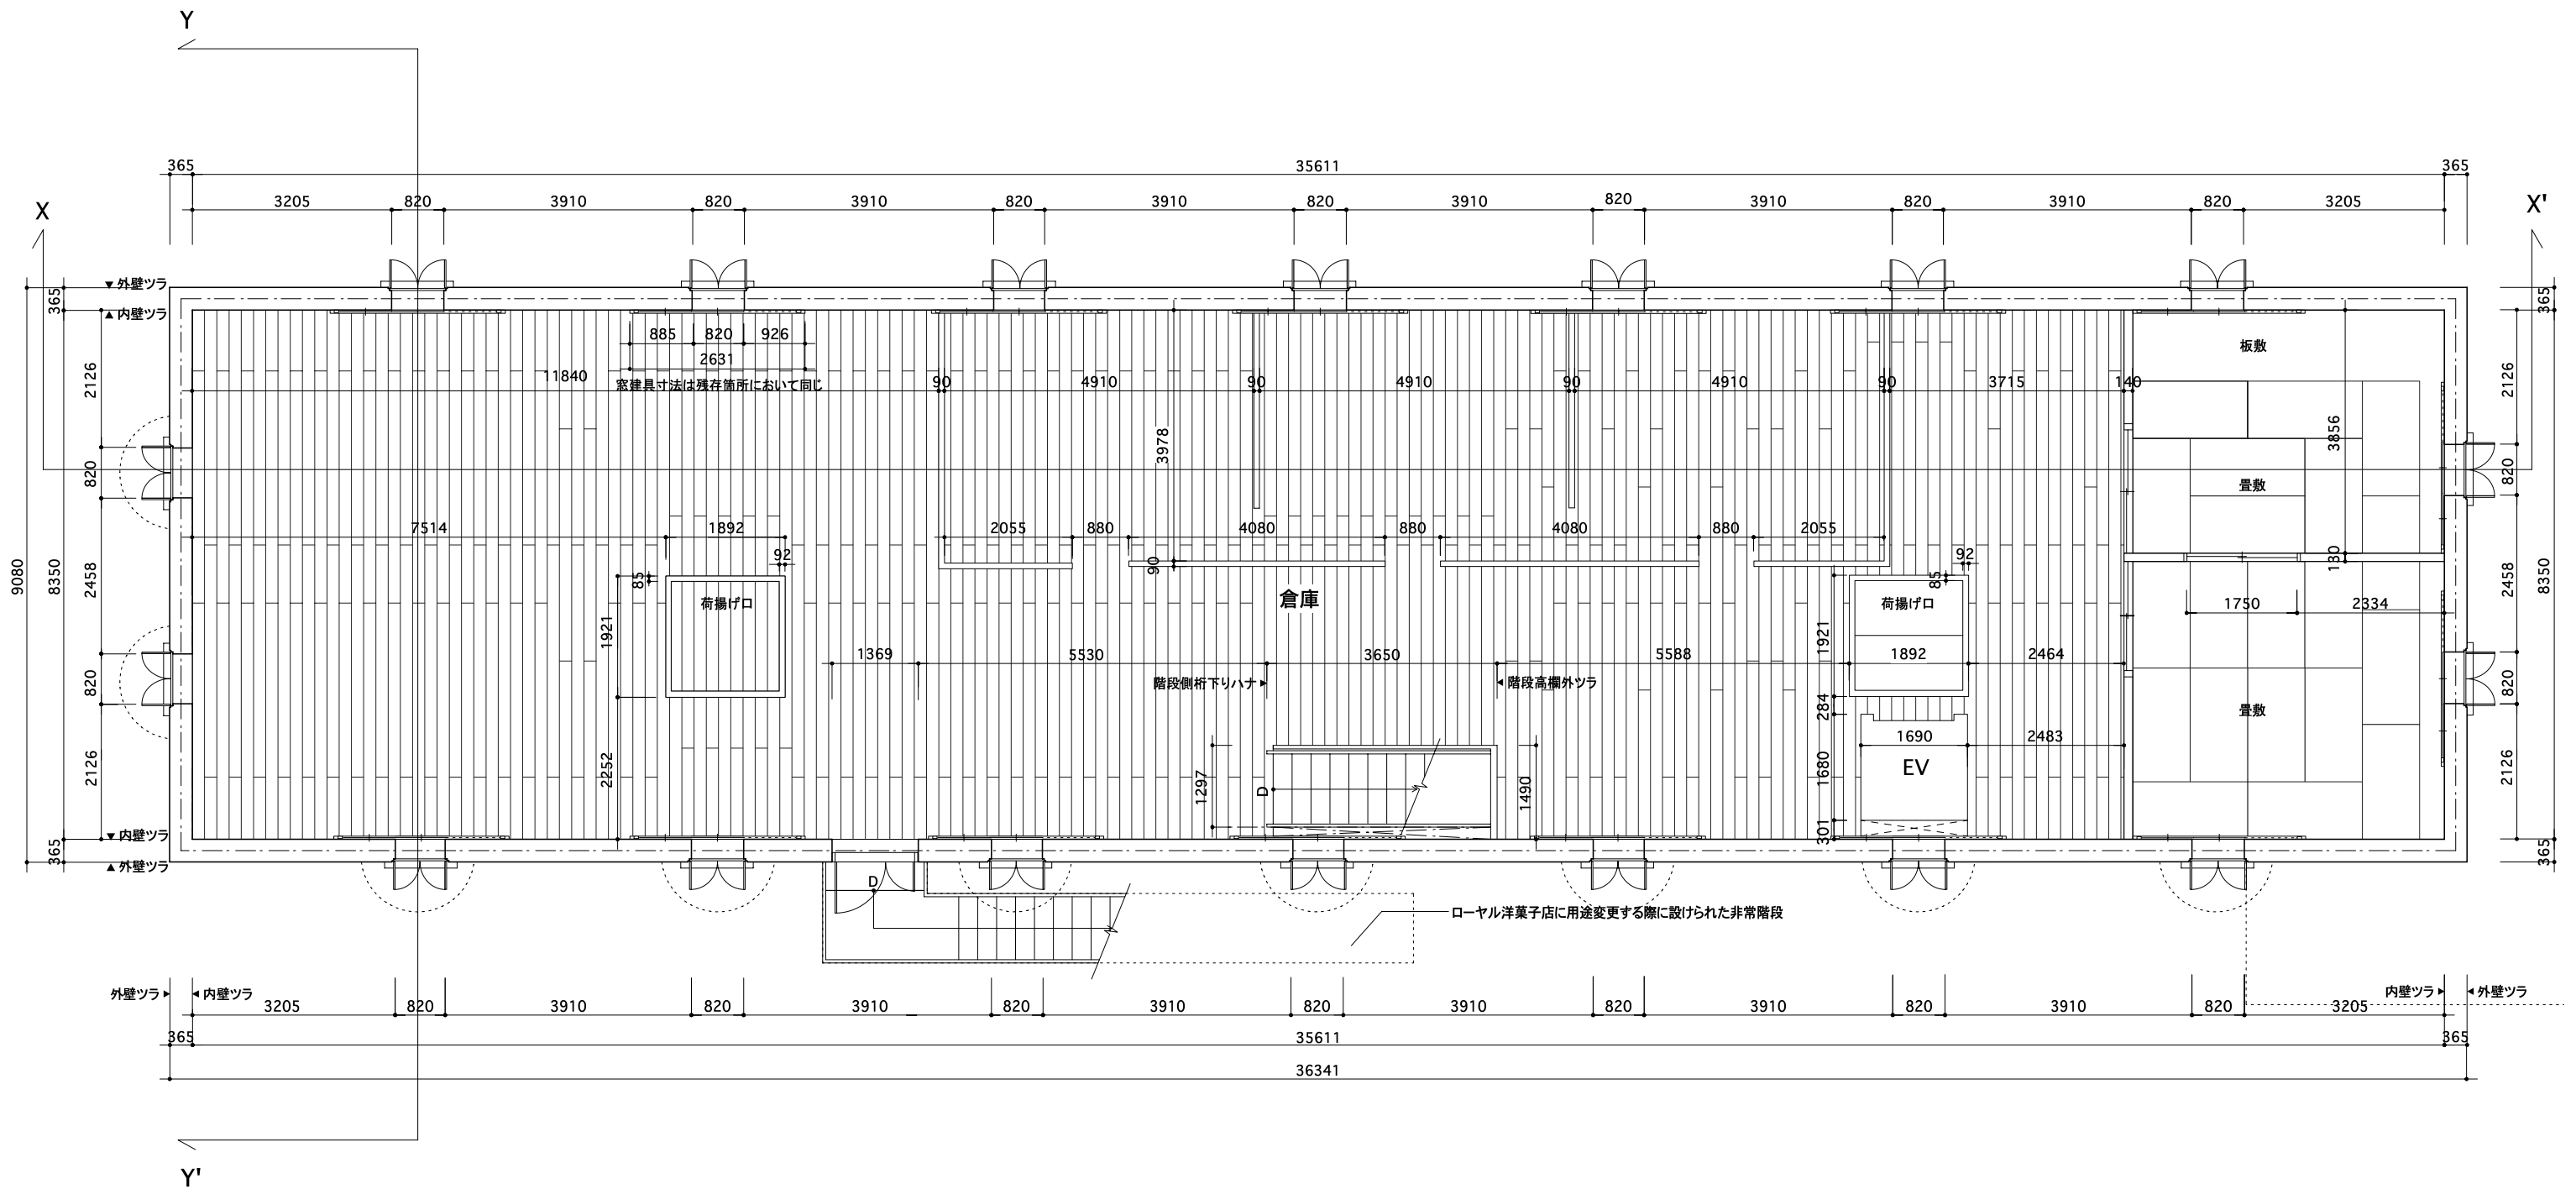 Y
365 35611 365
3205 820 3910 820 3910 820 3910 820 3910 820 3910 820 3910 820 3205
X X'
▼外壁ツラ
365 365
▲内壁ツラ
885 820 926
2631
板敷
11840 窓建具寸法は残存箇所において同じ 90 4910 90 4910 90 4910 90 3715 140
2126 2126
3978 3856
820 820
畳敷
7514 1892 2055 880 4080 880 4080 880 2055
92 92
90 130
85 85
9080 8350 2458 2458 8350
荷揚げ口 倉庫 荷揚げ口
1750 2334
1921 1921
1369 5530 3650 5588 1892 2464
階段側桁下りハナ▶ ◀階段高欄外ツラ
820 820
284 畳敷
1690 2483
2252 2126 1297 1490 1680 EV 2126
D
301
▼内壁ツラ
365 365
▲外壁ツラ
D
ローヤル洋菓子店に用途変更する際に設けられた非常階段
外壁ツラ▶ ◀内壁ツラ 内壁ツラ▶ ◀外壁ツラ
3205 820 3910 820 3910 820 3910 820 3910 820 3910 820 3910 820 3205
365 35611 365
36341
Y'